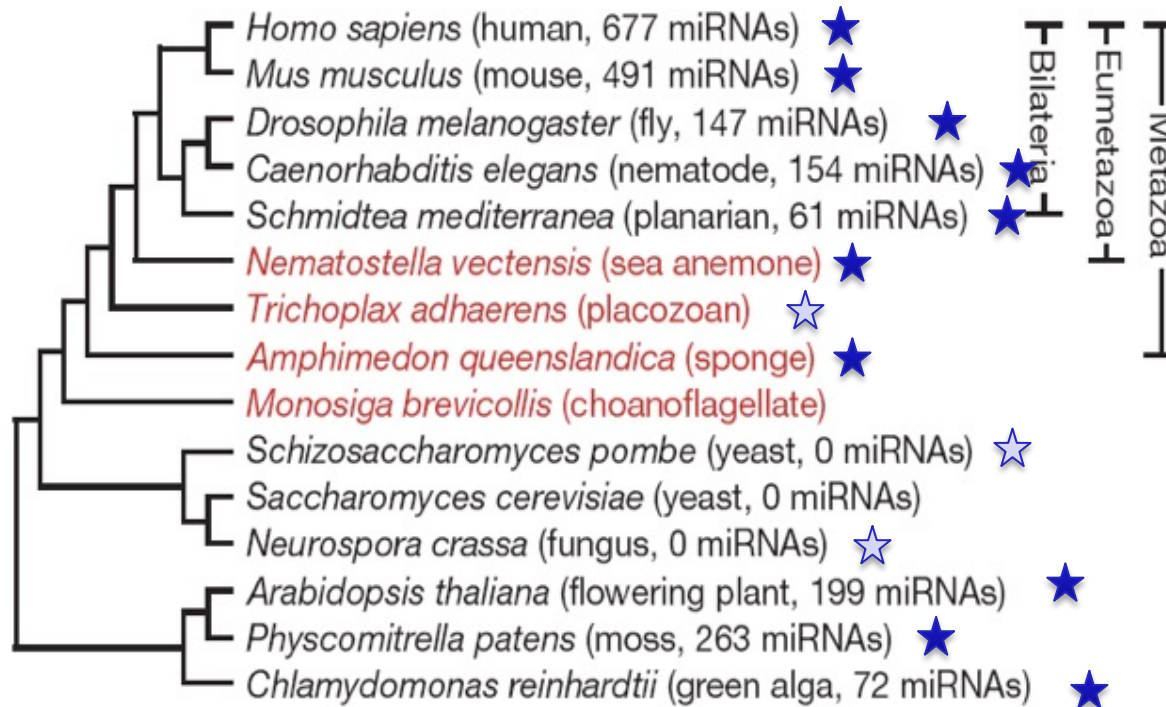 Homo sapiens (human, 677 miRNAs)
Mus musculus (mouse, 491 miRNAs)
Drosophila melanogaster (fly, 147 miRNAs)
Caenorhabditis elegans (nematode, 154 miRNAs)
Schmidtea mediterranea (planarian, 61 miRNAs)
Nematostella vectensis (sea anemone)
Trichoplax adhaerens (placozoan)
Amphimedon queenslandica (sponge)
Monosiga brevicollis (choanoflagellate)
Schizosaccharomyces pombe (yeast, 0 miRNAs)
Saccharomyces cerevisiae (yeast, 0 miRNAs)
Neurospora crassa (fungus, 0 miRNAs)
Arabidopsis thaliana (flowering plant, 199 miRNAs)
Physcomitrella patens (moss, 263 miRNAs)
Chlamydomonas reinhardtii (green alga, 72 miRNAs)
Bilateria
Eumetazoa
Metazoa